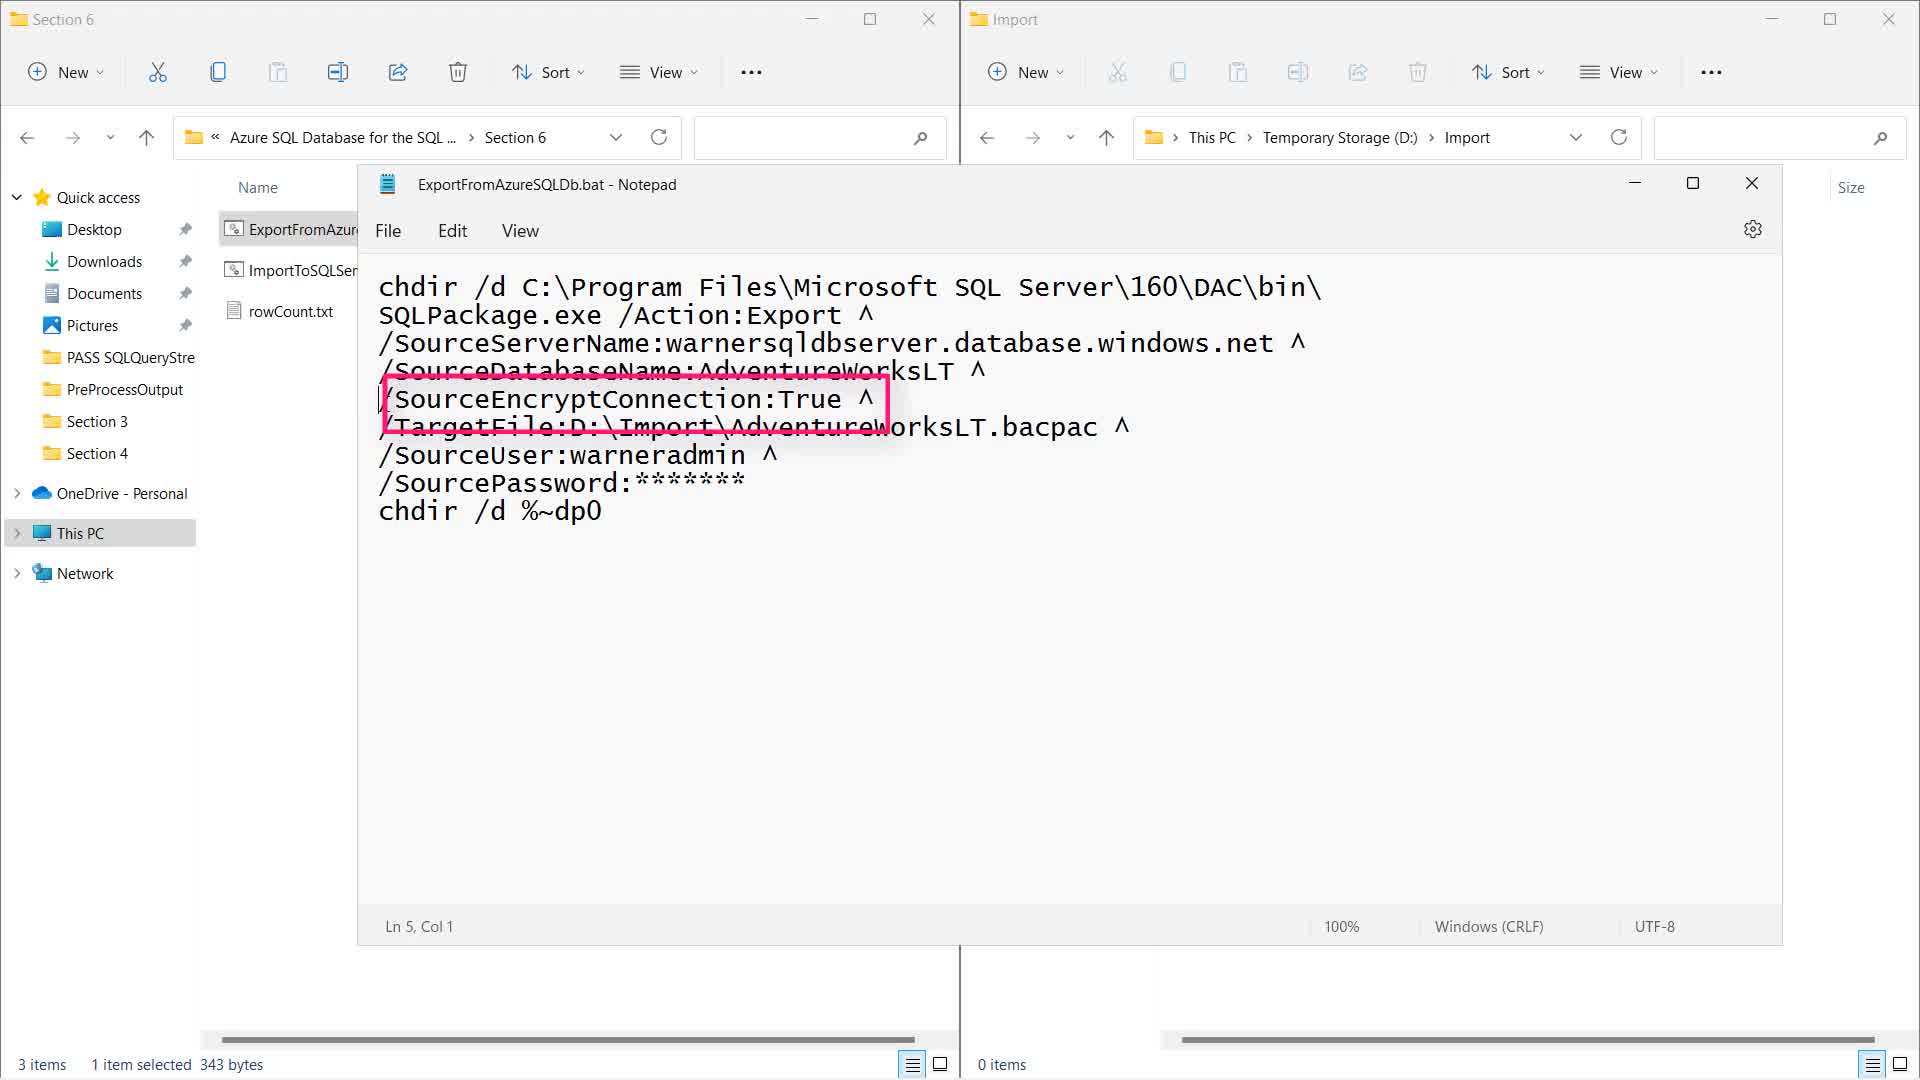 Section 6
Import
New
Sort
View
New
Sort
View
« Azure SQL Database for the SQL ... > Section 6
> This PC > Temporary Storage (D:) > Import
Quick access
Desktop
Downloads
Documents
Pictures
PASS SQLQueryStre
PreProcessOutput
Section 3
Section 4
OneDrive - Personal
This PC
Network
Name
ExportFromAzure
ImportToSQLSer
rowCount.txt
Size
ExportFromAzureSQLDb.bat - Notepad
File Edit View
chdir /d C:\Program Files\Microsoft SQL Server\160\DAC\bin\
SQLPackage.exe /Action:Export ^
/SourceServerName:warnersqldbserver.database.windows.net ^
/SourceDatabaseName:AdventureWorksLT ^
/SourceEncryptConnection:True ^
/TargetFile:D:\Import\AdventureWorksLT.bacpac ^
/SourceUser:warneradmin ^
/SourcePassword:*******
chdir /d %~dp0
Ln 5, Col 1
100%
Windows (CRLF)
UTF-8
3 items 1 item selected 343 bytes
0 items